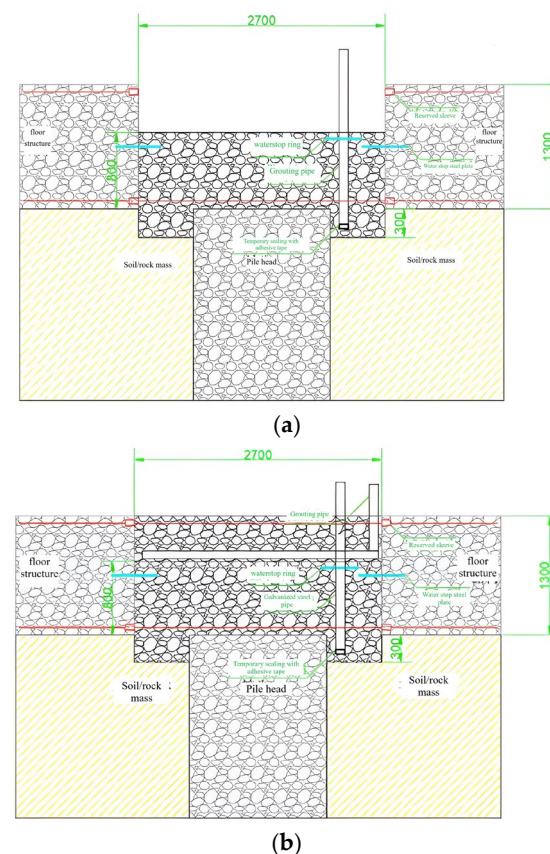 2700
Reserved sleeve
floor
structure
floor
structure
waterstop ring
800
1300
Water stop steel plate
Grouting pipe
300
Temporary sealing with
adhesive tape
Pile head
Soil/rock mass
Soil/rock mass
(a)
2700
Grouting pipe
Reserved sleeve
floor
structure
floor
structure
800
1300
waterstop ring
Galvanized steel
pipe
Water stop steel
plate
300
Temporary sealing with
adhesive tape
Pile head
Soil/rock
mass
Soil/rock
mass
(b)